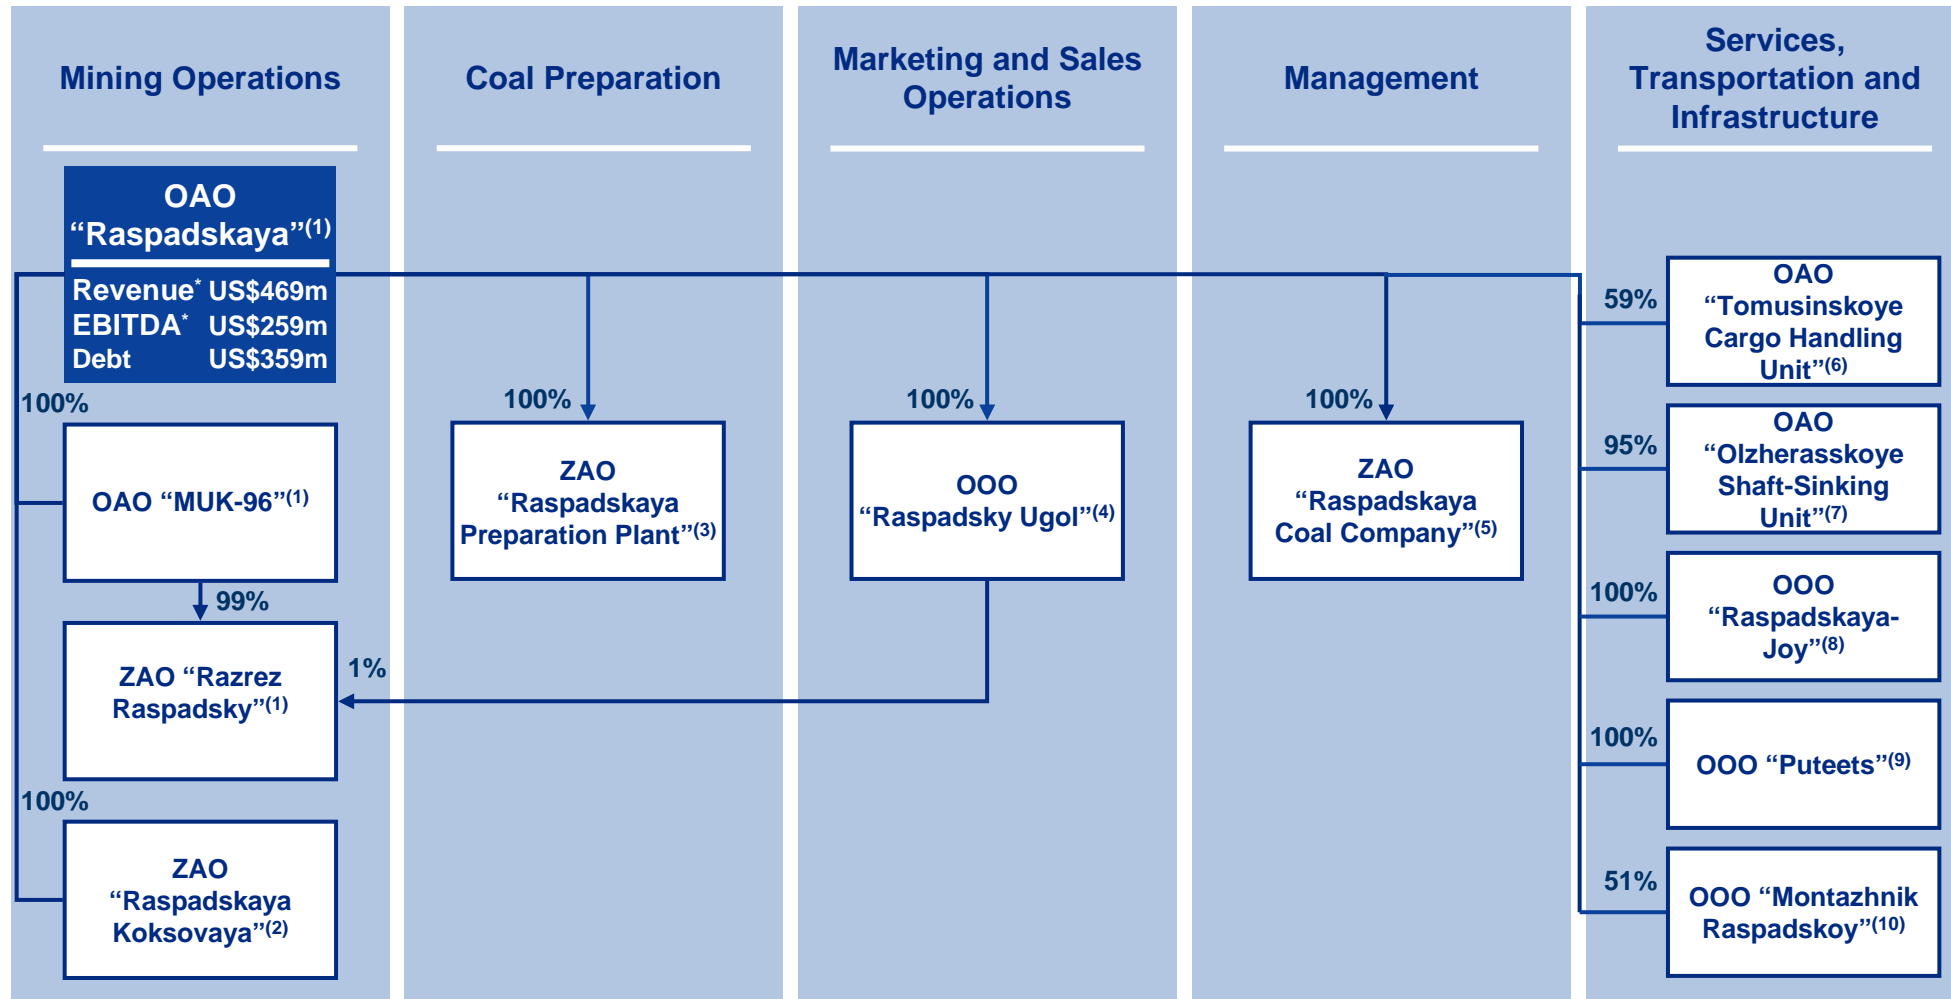 Mining Operations
Coal Preparation
Marketing and Sales
Operations
Management
Services,
Transportation and
Infrastructure
OAO
“Raspadskaya”(1)
Revenue* US$469m
EBITDA* US$259m
Debt US$359m
100%
OAO “MUK-96”(1)
99%
ZAO “Razrez
Raspadsky”(1)
1%
100%
ZAO
“Raspadskaya
Koksovaya”(2)
100%
ZAO
“Raspadskaya
Preparation Plant”(3)
100%
OOO
“Raspadsky Ugol”(4)
100%
ZAO
“Raspadskaya
Coal Company”(5)
59%
OAO
“Tomusinskoye
Cargo Handling
Unit”(6)
95%
OAO
“Olzherasskoye
Shaft-Sinking
Unit”(7)
100%
OOO
“Raspadskaya-
Joy”(8)
100%
OOO “Puteets”(9)
51%
OOO “Montazhnik
Raspadskoy”(10)